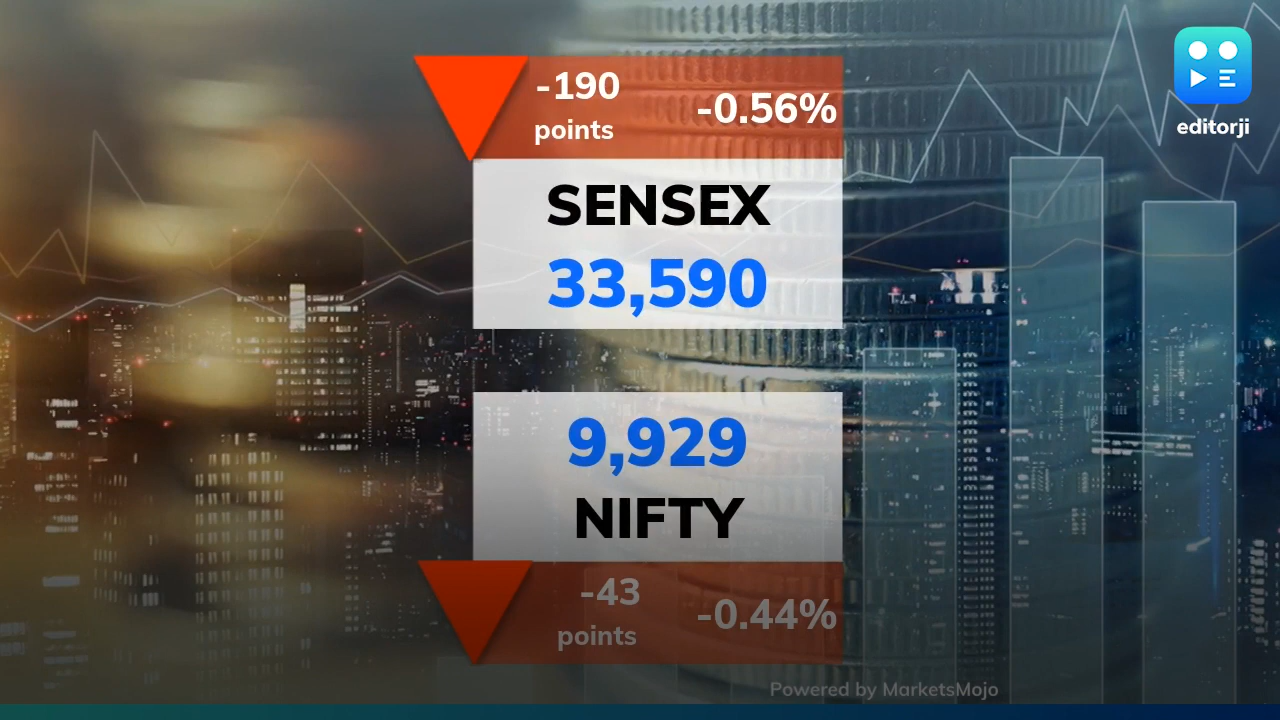 -190
points
-0.56%
editorji
SENSEX
33,590
9,929
NIFTY
-43
points
-0.44%
Powered by MarketsMojo